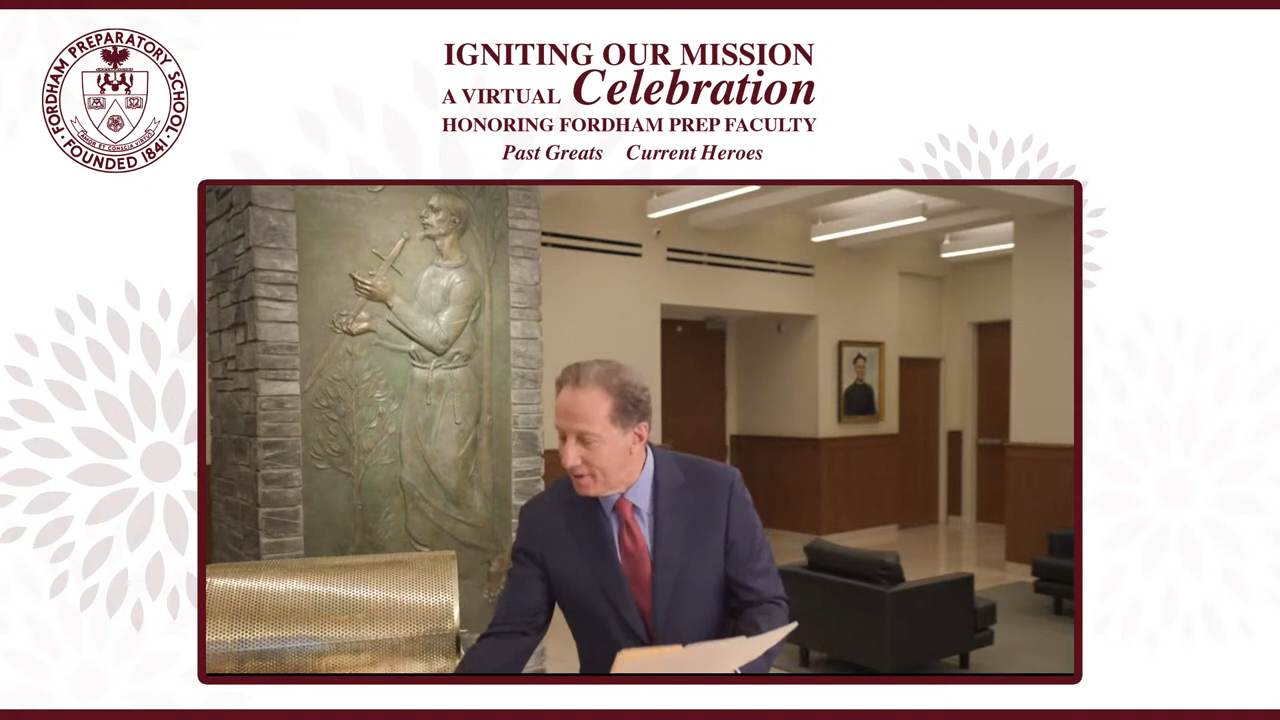 FORDHAM PREPARATORY SCHOOL
FOUNDED 1841
IGNITING OUR MISSION
A VIRTUAL Celebration
HONORING FORDHAM PREP FACULTY
Past Greats Current Heroes